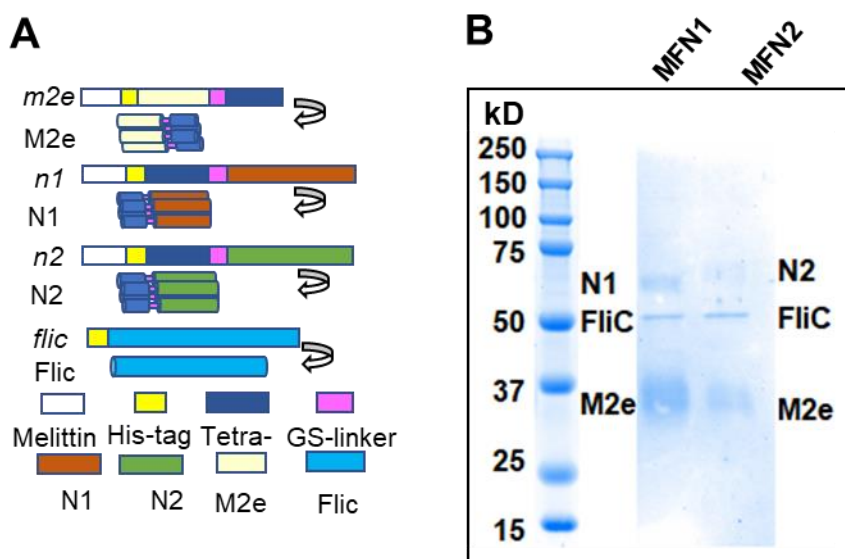 A
m2e
M2e
n1
N1
n2
N2
flic
Flic
Melittin His-tag Tetra- GS-linker
N1 N2 M2e Flic
B
MFN1 MFN2
kD
250
150
100
75
50
37
25
15
N1 N2
FliC FliC
M2e M2e